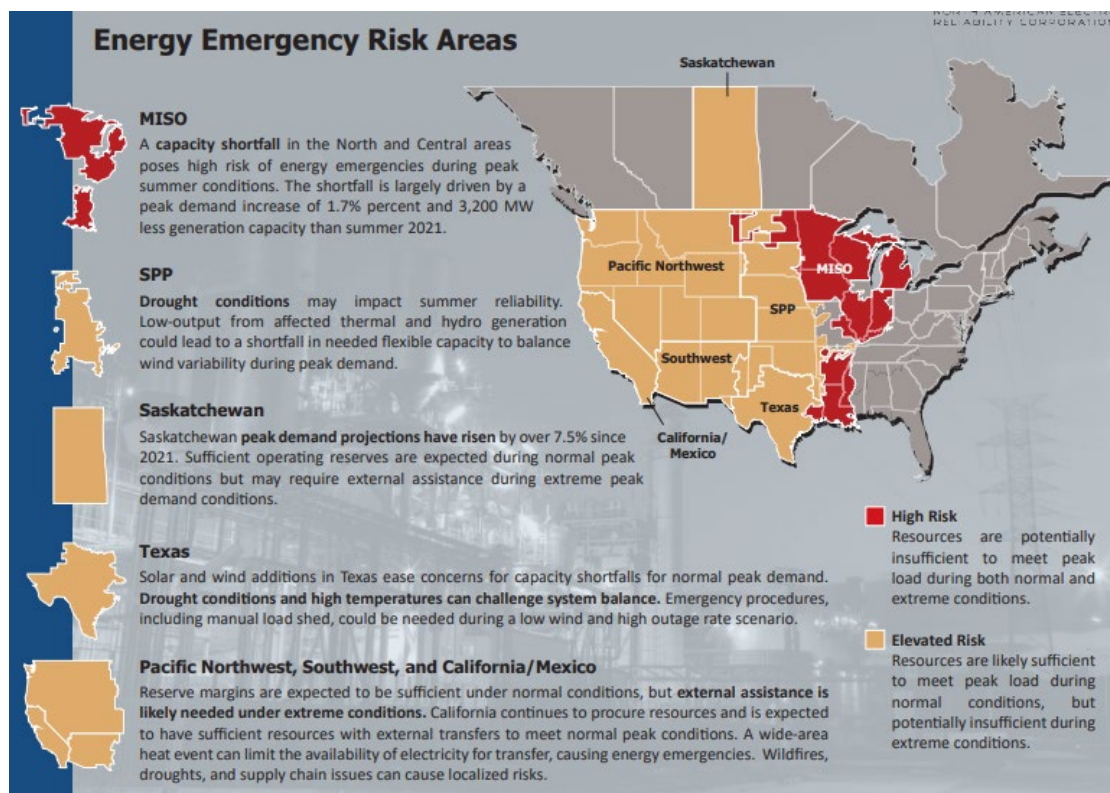 NORTH AMERICAN ELECTRIC
RELIABILITY CORPORATION
Energy Emergency Risk Areas
MISO
A capacity shortfall in the North and Central areas
poses high risk of energy emergencies during peak
summer conditions. The shortfall is largely driven by a
peak demand increase of 1.7% percent and 3,200 MW
less generation capacity than summer 2021.
SPP
Drought conditions may impact summer reliability.
Low-output from affected thermal and hydro generation
could lead to a shortfall in needed flexible capacity to balance
wind variability during peak demand.
Saskatchewan
Saskatchewan peak demand projections have risen by over 7.5% since
2021. Sufficient operating reserves are expected during normal peak
conditions but may require external assistance during extreme peak
demand conditions.
Texas
Solar and wind additions in Texas ease concerns for capacity shortfalls for normal peak demand.
Drought conditions and high temperatures can challenge system balance. Emergency procedures,
including manual load shed, could be needed during a low wind and high outage rate scenario.
Pacific Northwest, Southwest, and California/Mexico
Reserve margins are expected to be sufficient under normal conditions, but external assistance is
likely needed under extreme conditions. California continues to procure resources and is expected
to have sufficient resources with external transfers to meet normal peak conditions. A wide-area
heat event can limit the availability of electricity for transfer, causing energy emergencies. Wildfires,
droughts, and supply chain issues can cause localized risks.
Saskatchewan
Pacific Northwest
MISO
SPP
Southwest
Texas
California/
Mexico
High Risk
Resources are potentially
insufficient to meet peak
load during both normal and
extreme conditions.
Elevated Risk
Resources are likely sufficient
to meet peak load during
normal conditions, but
potentially insufficient during
extreme conditions.